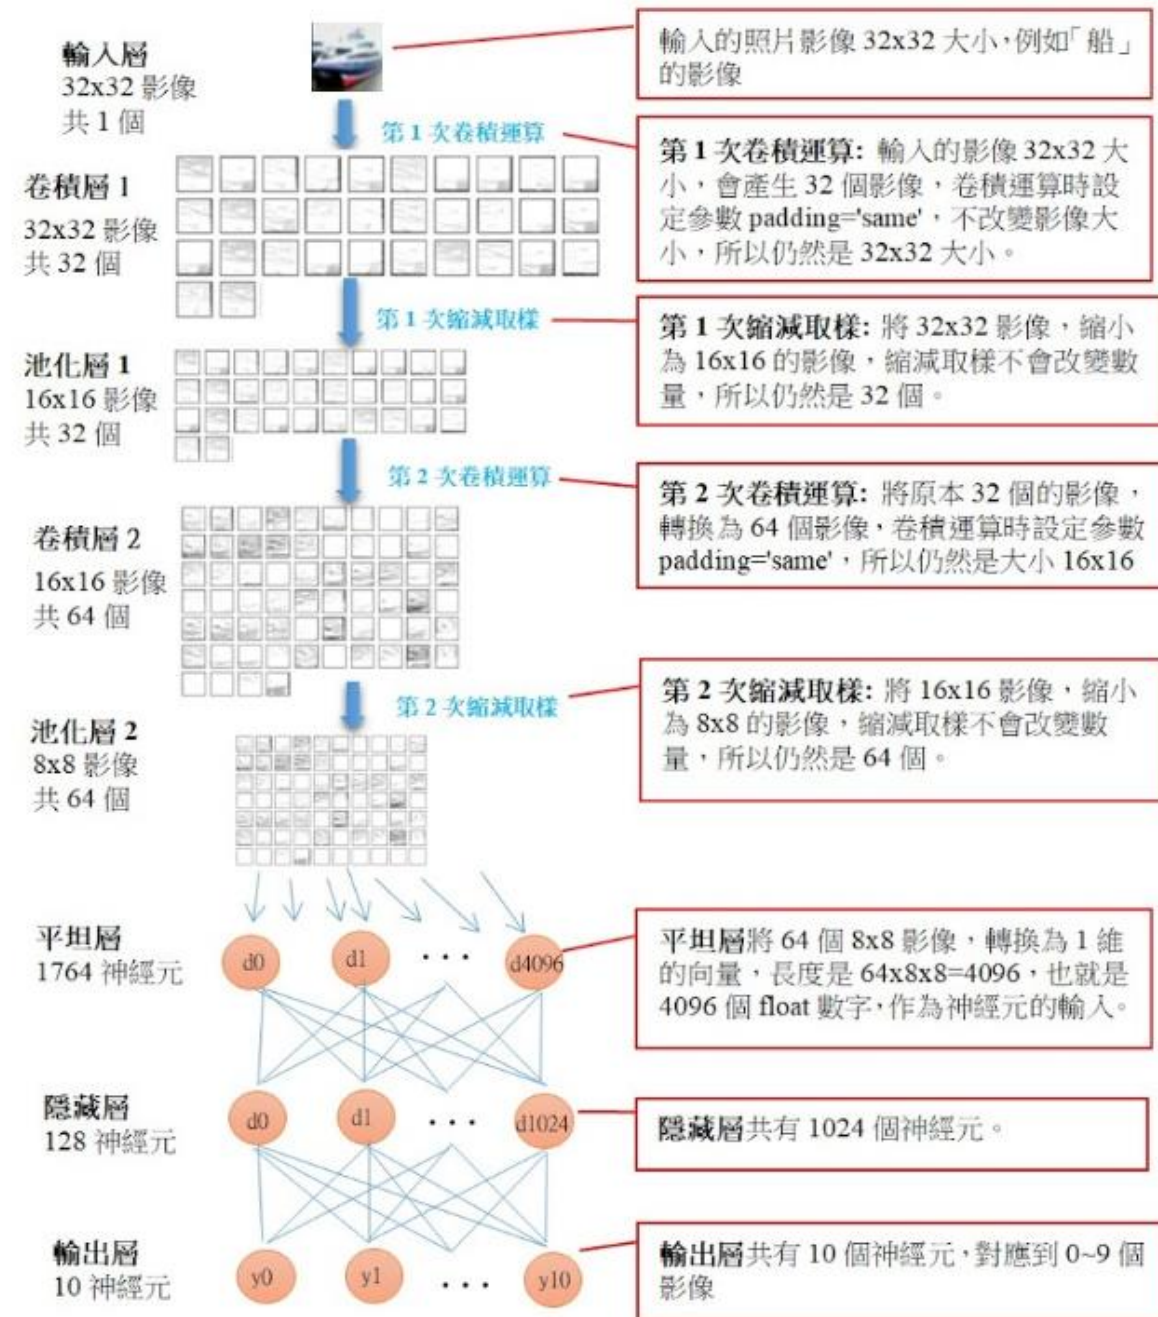 輸入層
32x32 影像
共 1 個
輸入的照片影像 32x32 大小,例如「船」
的影像
第 1 次卷積運算
卷積層 1
32x32 影像
共 32 個
第 1 次卷積運算: 輸入的影像 32x32 大
小，會產生 32 個影像，卷積運算時設
定參數 padding='same'，不改變影像大
小，所以仍然是 32x32 大小。
第 1 次縮減取樣
池化層 1
16x16 影像
共 32 個
第 1 次縮減取樣: 將 32x32 影像，縮小
為 16x16 的影像，縮減取樣不會改變數
量，所以仍然是 32 個。
第 2 次卷積運算
卷積層 2
16x16 影像
共 64 個
第 2 次卷積運算: 將原本 32 個的影像，
轉換為 64 個影像，卷積運算時設定參數
padding='same'，所以仍然是大小 16x16
第 2 次縮減取樣
池化層 2
8x8 影像
共 64 個
第 2 次縮減取樣: 將 16x16 影像，縮小
為 8x8 的影像，縮減取樣不會改變數
量，所以仍然是 64 個。
平坦層
1764 神經元
d0 d1 ··· d4096
平坦層將 64 個 8x8 影像，轉換為 1 維
的向量，長度是 64x8x8=4096，也就是
4096 個 float 數字,作為神經元的輸入。
隱藏層
128 神經元
d0 d1 ··· d1024
隱藏層共有 1024 個神經元。
輸出層
10 神經元
y0 y1 ··· y10
輸出層共有 10 個神經元,對應到 0~9 個
影像